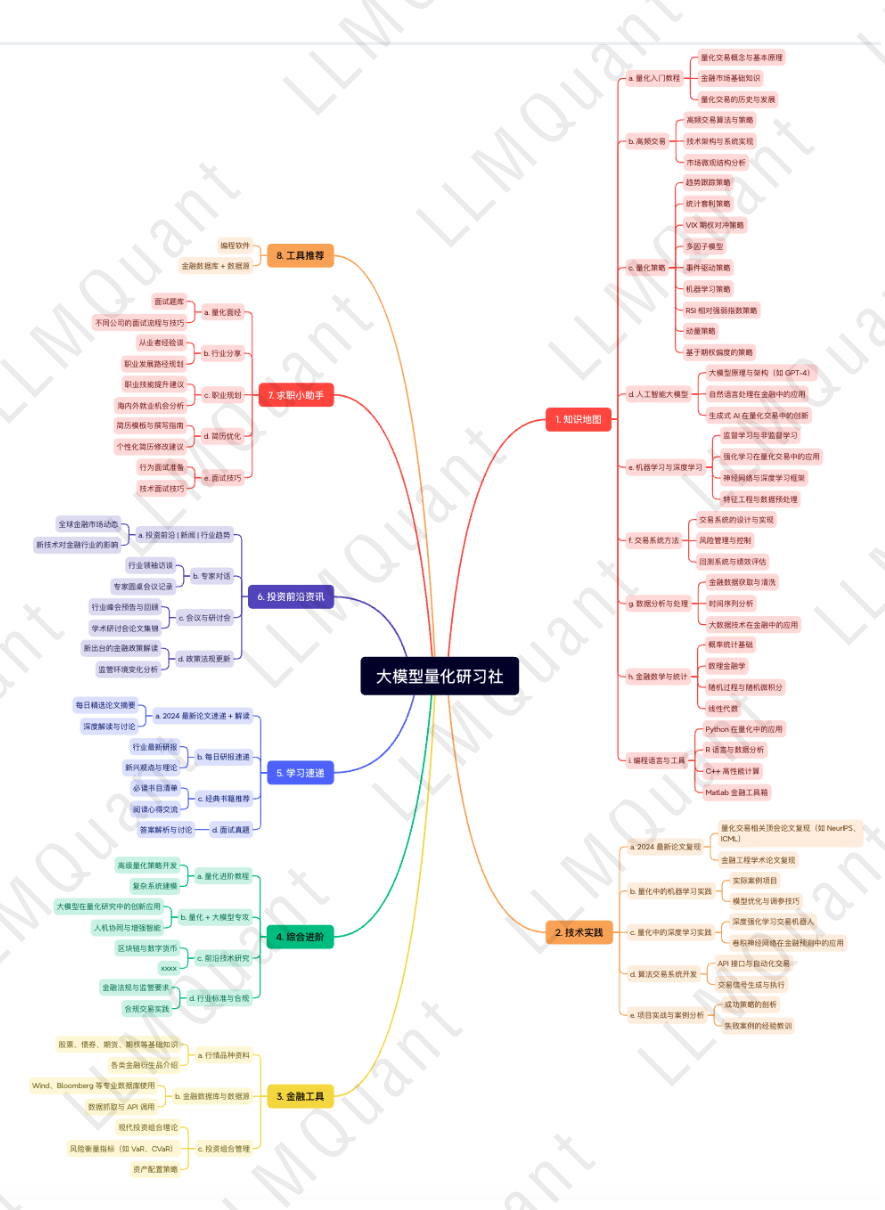 大模型量化研习社
1. 知识地图
a. 量化入门教程
量化交易概念与基本原理
金融市场基础知识
量化交易的历史与发展
b. 高频交易
高频交易算法与策略
技术架构与系统实现
市场微观结构分析
c. 量化策略
趋势跟踪策略
统计套利策略
VIX 期权对冲策略
多因子模型
事件驱动策略
机器学习策略
RSI 相对强弱指数策略
动量策略
基于期权偏度的策略
d. 人工智能大模型
大模型原理与架构（如 GPT-4）
自然语言处理在金融中的应用
生成式 AI 在量化交易中的创新
e. 机器学习与深度学习
监督学习与非监督学习
强化学习在量化交易中的应用
神经网络与深度学习框架
特征工程与数据预处理
f. 交易系统方法
交易系统的设计与实现
风险管理与控制
回测系统与绩效评估
g. 数据分析与处理
金融数据获取与清洗
时间序列分析
大数据技术在金融中的应用
h. 金融数学与统计
概率统计基础
数理金融学
随机过程与随机微积分
线性代数
i. 编程语言与工具
Python 在量化中的应用
R 语言与数据分析
C++ 高性能计算
Matlab 金融工具箱
2. 技术实践
a. 2024 最新论文复现
量化交易相关顶会论文复现（如 NeurIPS、
ICML）
金融工程学术论文复现
b. 量化中的机器学习实践
实际案例项目
模型优化与调参技巧
c. 量化中的深度学习实践
深度强化学习交易机器人
卷积神经网络在金融预测中的应用
d. 算法交易系统开发
API 接口与自动化交易
交易信号生成与执行
e. 项目实战与案例分析
成功策略的剖析
失败案例的经验教训
3. 金融工具
a. 行情品种资料
股票、债券、期货、期权等基础知识
各类金融衍生品介绍
b. 金融数据库与数据源
Wind、Bloomberg 等专业数据库使用
数据抓取与 API 调用
c. 投资组合管理
现代投资组合理论
风险衡量指标（如 VaR、CVaR）
资产配置策略
4. 综合进阶
a. 量化进阶教程
高级量化策略开发
复杂系统建模
b. 量化 + 大模型专攻
大模型在量化研究中的创新应用
人机协同与增强智能
c. 前沿技术研究
区块链与数字货币
xxxx
d. 行业标准与合规
金融法规与监管要求
合规交易实践
5. 学习速递
a. 2024 最新论文速递 + 解读
每日精选论文摘要
深度解读与讨论
b. 每日研报速递
行业最新研报
新兴观点与理论
c. 经典书籍推荐
必读书目清单
阅读心得交流
d. 面试真题
答案解析与讨论
6. 投资前沿资讯
a. 投资前沿 | 新闻 | 行业趋势
全球金融市场动态
新技术对金融行业的影响
b. 专家对话
行业领袖访谈
专家圆桌会议记录
c. 会议与研讨会
行业峰会预告与回顾
学术研讨会论文集锦
d. 政策法规更新
新出台的金融政策解读
监管环境变化分析
7. 求职小助手
a. 量化面经
面试题库
不同公司的面试流程与技巧
b. 行业分享
从业者经验谈
职业发展路径规划
c. 职业规划
职业技能提升建议
海内外就业机会分析
d. 简历优化
简历模板与撰写指南
个性化简历修改建议
e. 面试技巧
行为面试准备
技术面试技巧
8. 工具推荐
编程软件
金融数据库 + 数据源
LLMQuant